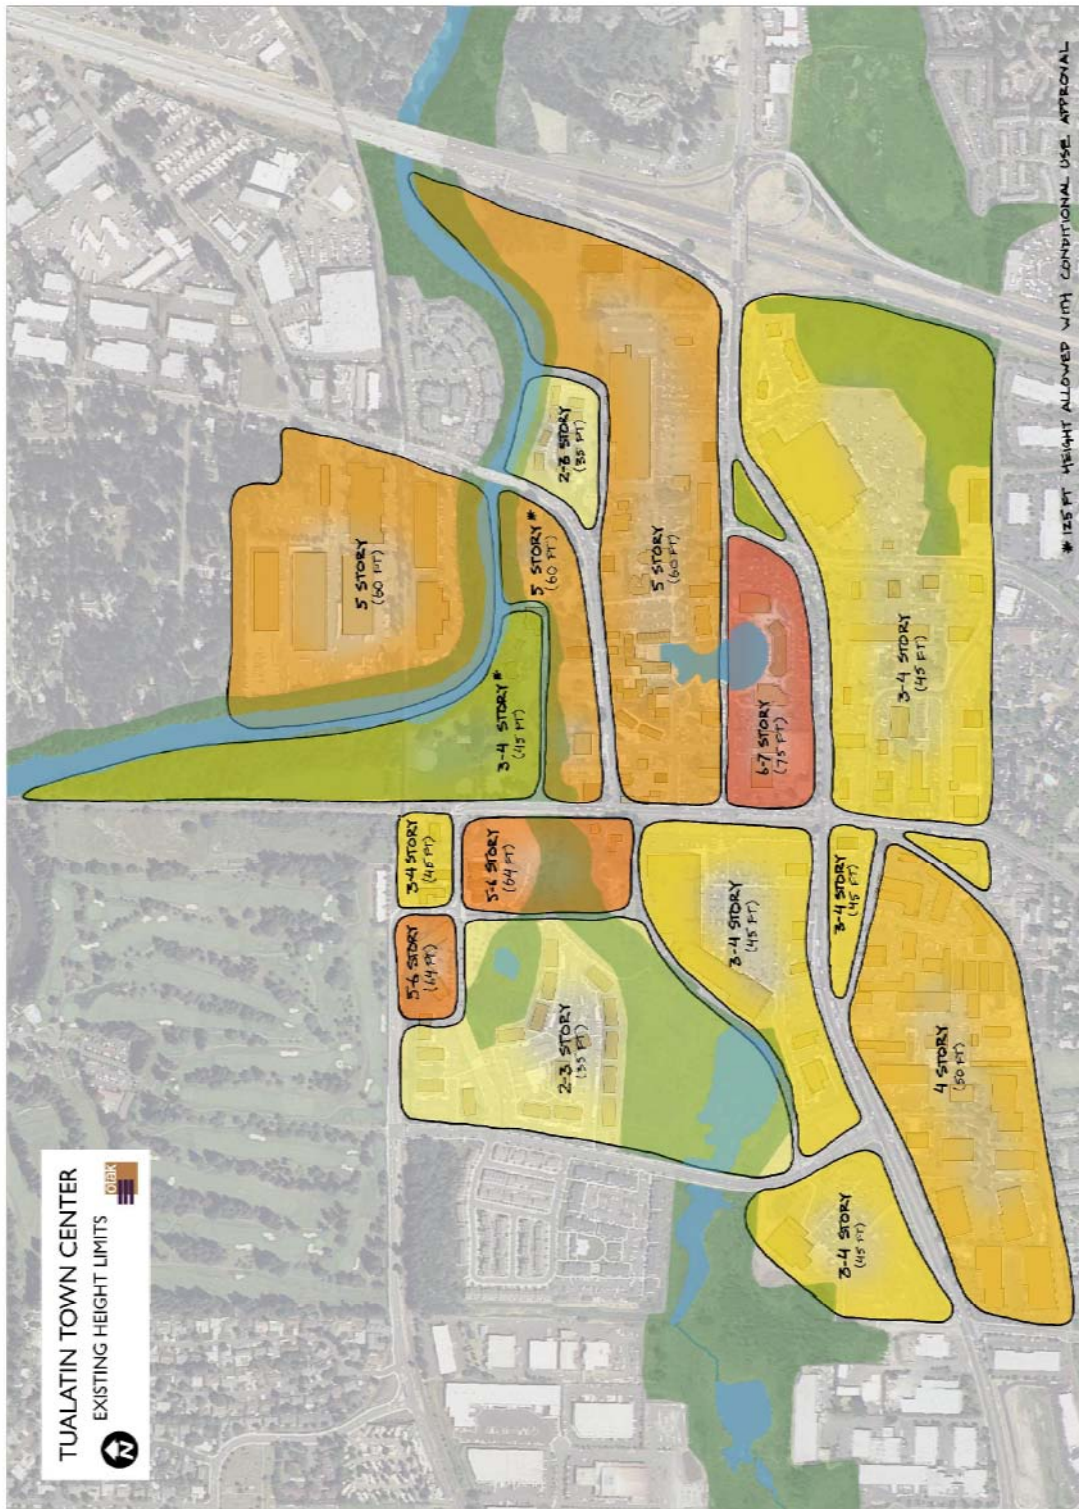 TUALATIN TOWN CENTER
EXISTING HEIGHT LIMITS
N
otak
5 STORY
(60 FT)
3-4 STORY*
(45 FT)
5 STORY*
(60 FT)
2-3 STORY
(35 FT)
5 STORY
(60 FT)
3-4 STORY
(45 FT)
5-6 STORY
(64 FT)
5-6 STORY
(64 FT)
2-3 STORY
(35 FT)
3-4 STORY
(45 FT)
6-7 STORY
(75 FT)
3-4 STORY
(45 FT)
3-4 STORY
(45 FT)
4 STORY
(50 FT)
3-4 STORY
(45 FT)
* 125 FT HEIGHT ALLOWED WITH CONDITIONAL USE APPROVAL